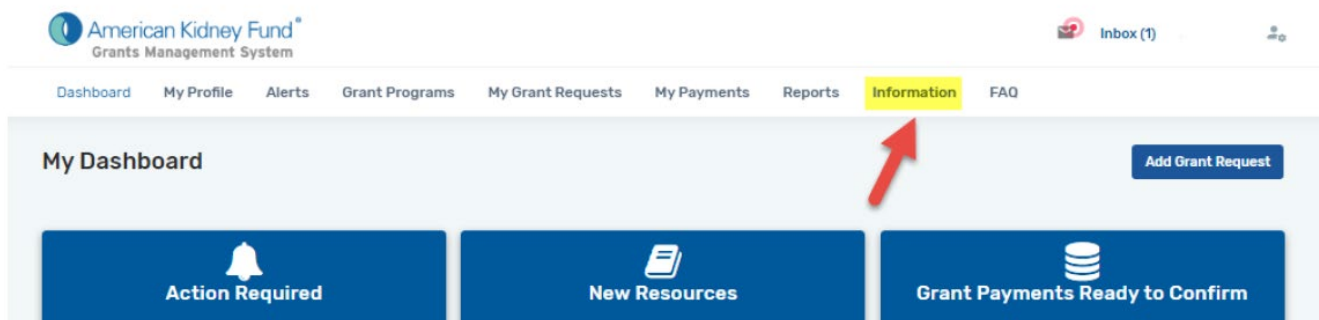 American Kidney Fund®
Grants Management System
Inbox (1)
Dashboard My Profile Alerts Grant Programs My Grant Requests My Payments Reports Information FAQ
My Dashboard
Add Grant Request
Action Required
New Resources
Grant Payments Ready to Confirm